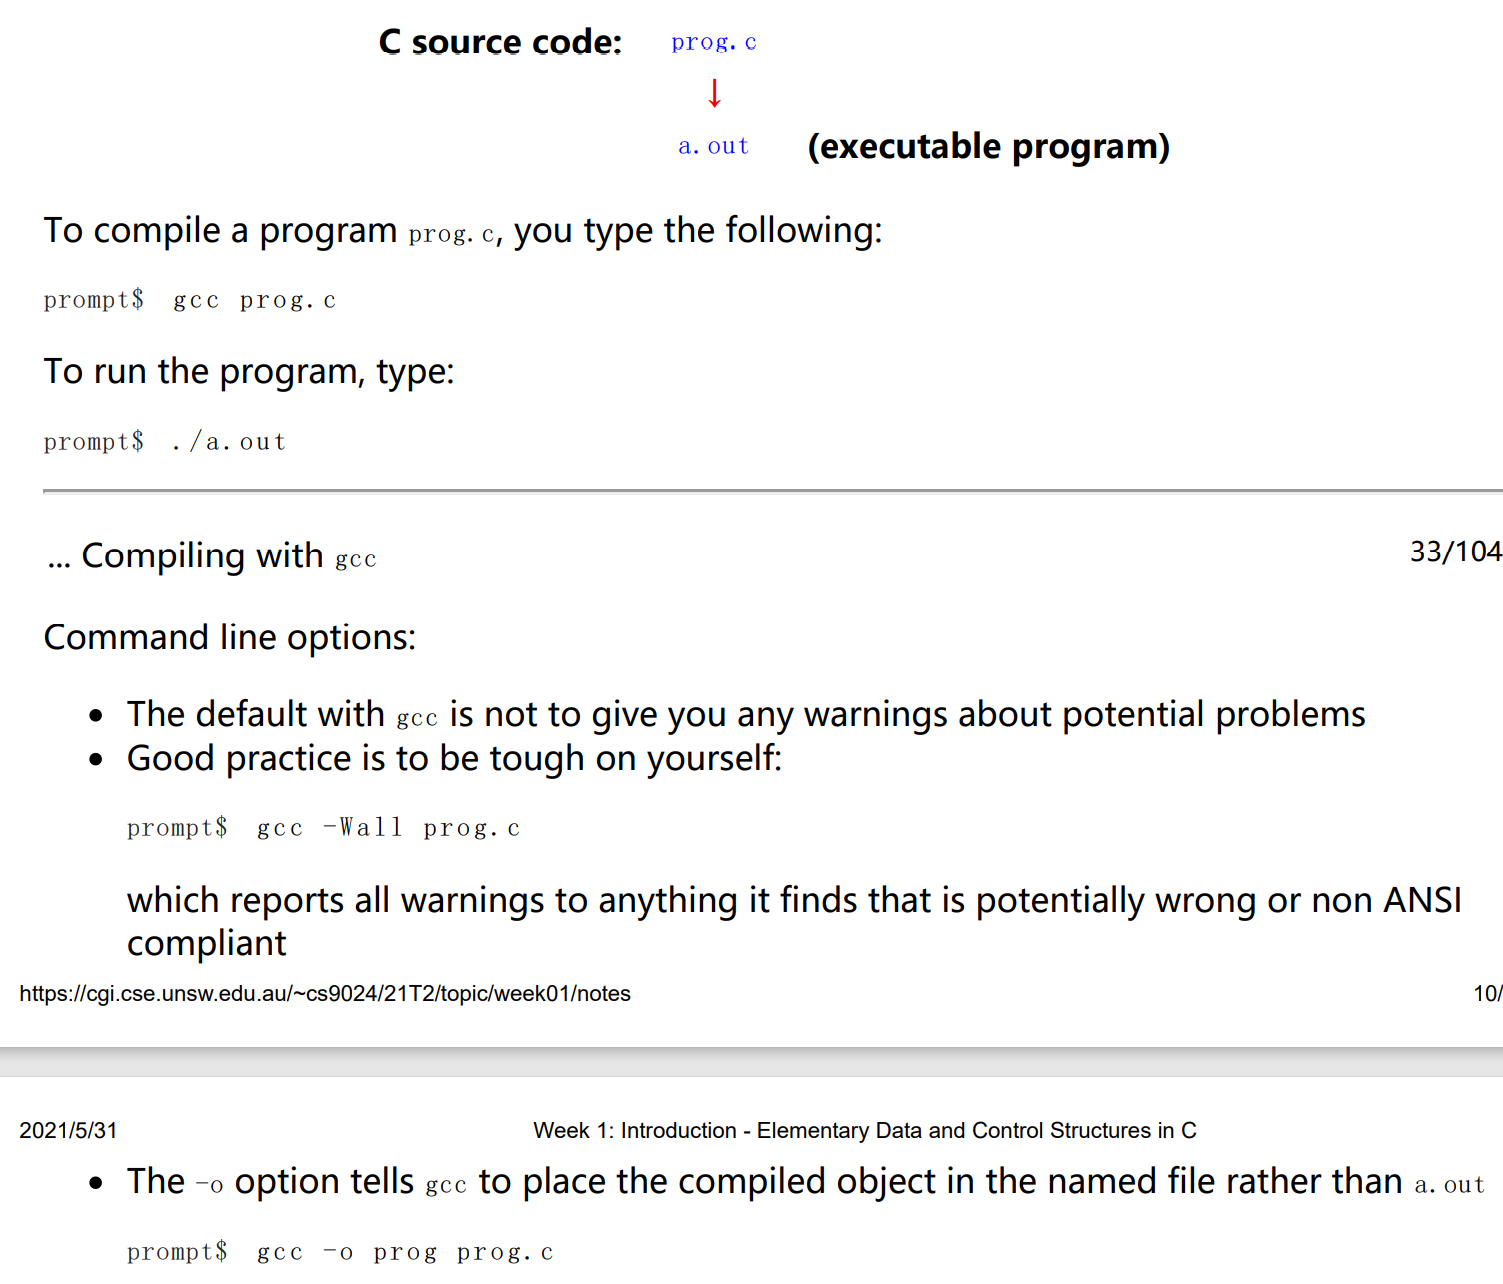 C source code: prog.c
↓
a.out (executable program)
To compile a program prog.c, you type the following:
prompt$ gcc prog.c
To run the program, type:
prompt$ ./a.out
... Compiling with gcc 33/104
Command line options:
• The default with gcc is not to give you any warnings about potential problems
• Good practice is to be tough on yourself:
prompt$ gcc -Wall prog.c
which reports all warnings to anything it finds that is potentially wrong or non ANSI
compliant
https://cgi.cse.unsw.edu.au/~cs9024/21T2/topic/week01/notes 10/
2021/5/31 Week 1: Introduction - Elementary Data and Control Structures in C
• The -o option tells gcc to place the compiled object in the named file rather than a.out
prompt$ gcc -o prog prog.c